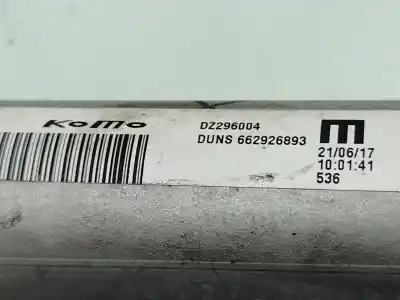 KOMO
DZ296004
DUNS 662926893
m
21/06/17
10:01:41
536